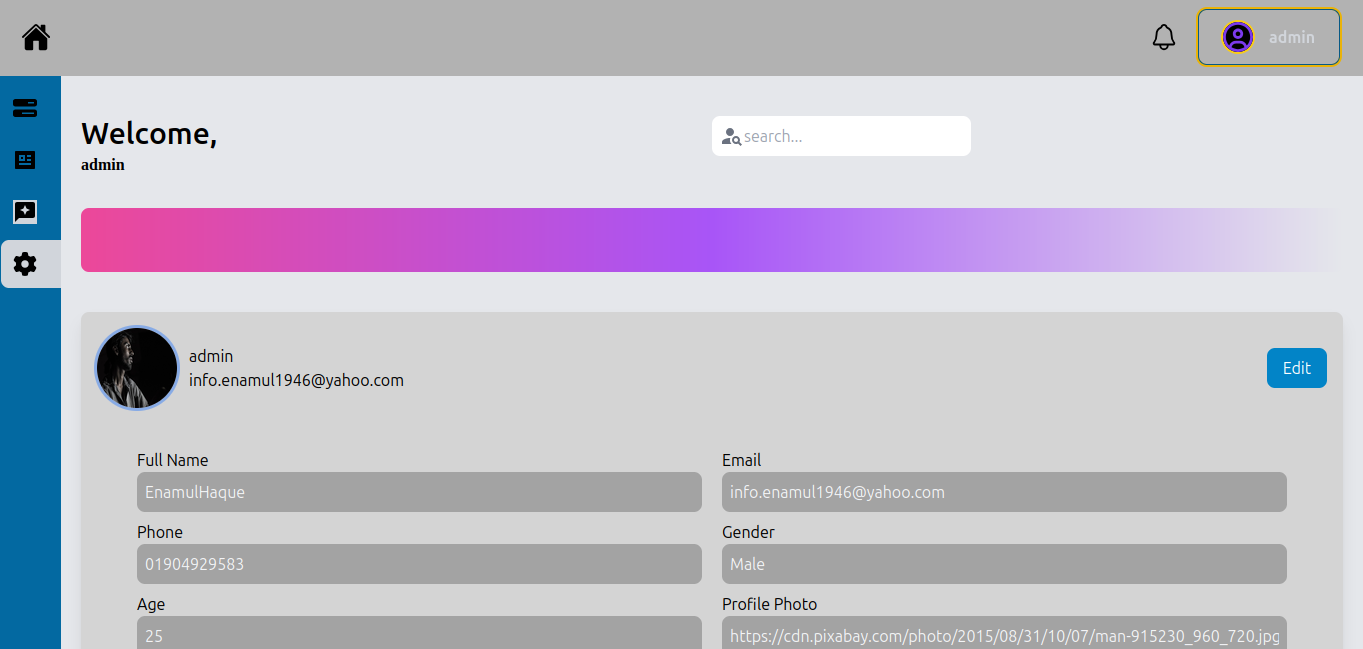 admin
Welcome,
admin
search...
admin
info.enamul1946@yahoo.com
Edit
Full Name
Email
EnamulHaque
info.enamul1946@yahoo.com
Phone
Gender
01904929583
Male
Age
Profile Photo
25
https://cdn.pixabay.com/photo/2015/08/31/10/07/man-915230_960_720.jpg